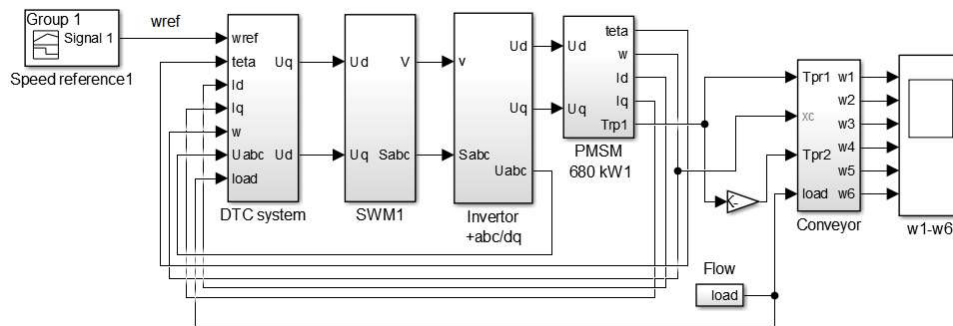 Group 1
Signal 1
Speed reference1
wref
wref
teta
Id
Iq
w
Uabc
load
Uq
Ud
DTC system
Ud
Uq
V
Sabc
SWM1
v
Sabc
Ud
Uq
Uabc
Invertor
+abc/dq
Ud
Uq
teta
w
Id
Iq
Trp1
PMSM
680 kW1
Tpr1
xc
Tpr2
load
w1
w2
w3
w4
w5
w6
Conveyor
w1-w6
Flow
load